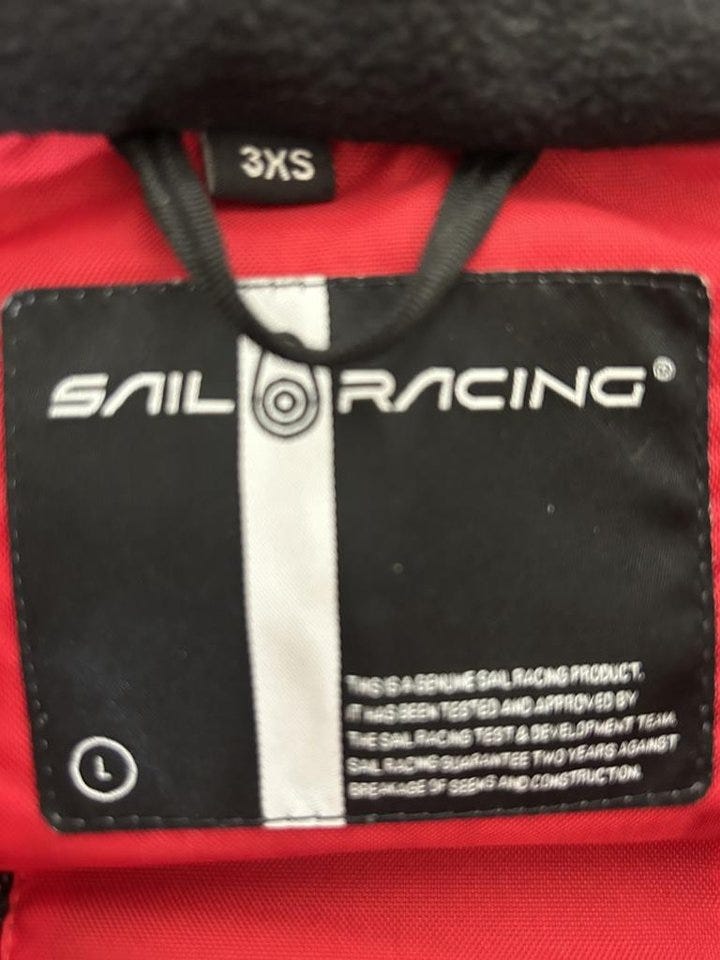 3XS
SAIL RACING®
THIS IS A GENUINE SAIL RACING PRODUCT.
IT HAS BEEN TESTED AND APPROVED BY
THE SAIL RACING TEST & DEVELOPMENT TEAM.
SAIL RACING GUARANTEE TWO YEARS AGAINST
BREAKAGE OF SEEMS AND CONSTRUCTION.
L